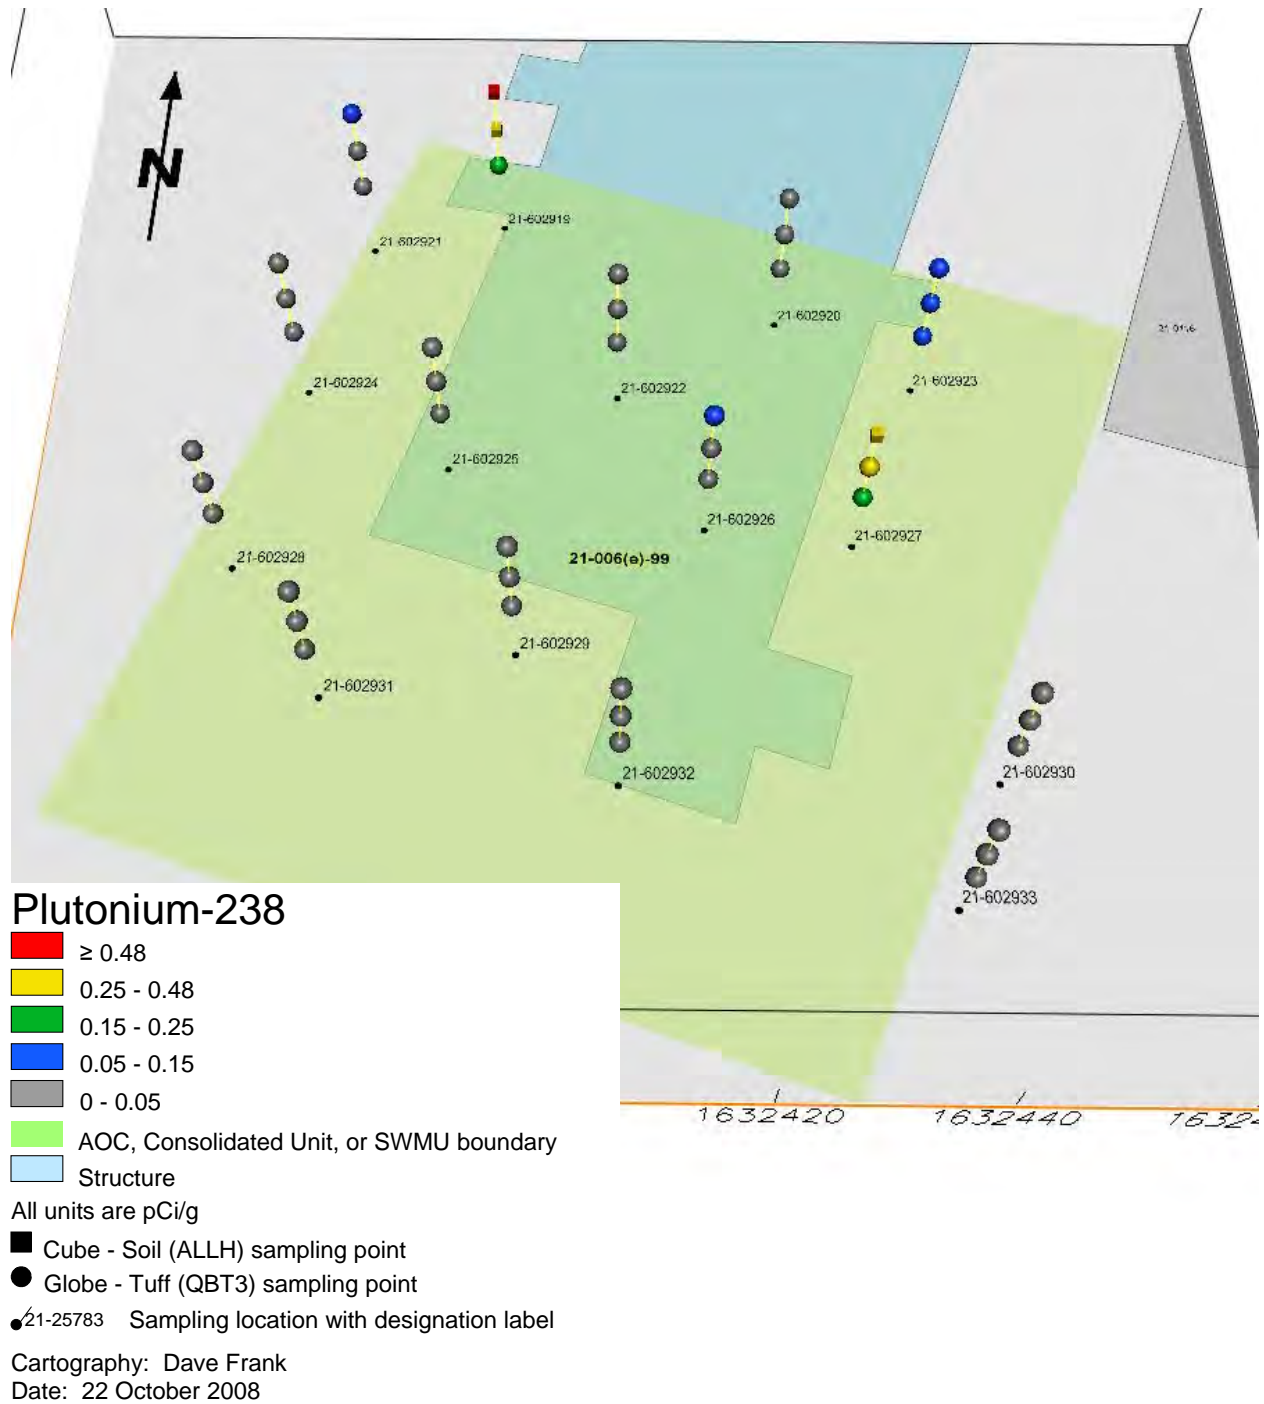 N
21-602919
21-602921
21-602920
21-602923
21-602924
21-602922
21-602925
21-602926
21-602927
21-006(e)-99
21-602928
21-602929
21-602931
21-602932
21-602930
21-602933
Plutonium-238
≥ 0.48
0.25 - 0.48
0.15 - 0.25
0.05 - 0.15
0 - 0.05
AOC, Consolidated Unit, or SWMU boundary
Structure
1632420
1632440
All units are pCi/g
Cube - Soil (ALLH) sampling point
Globe - Tuff (QBT3) sampling point
21-25783 Sampling location with designation label
Cartography: Dave Frank
Date: 22 October 2008